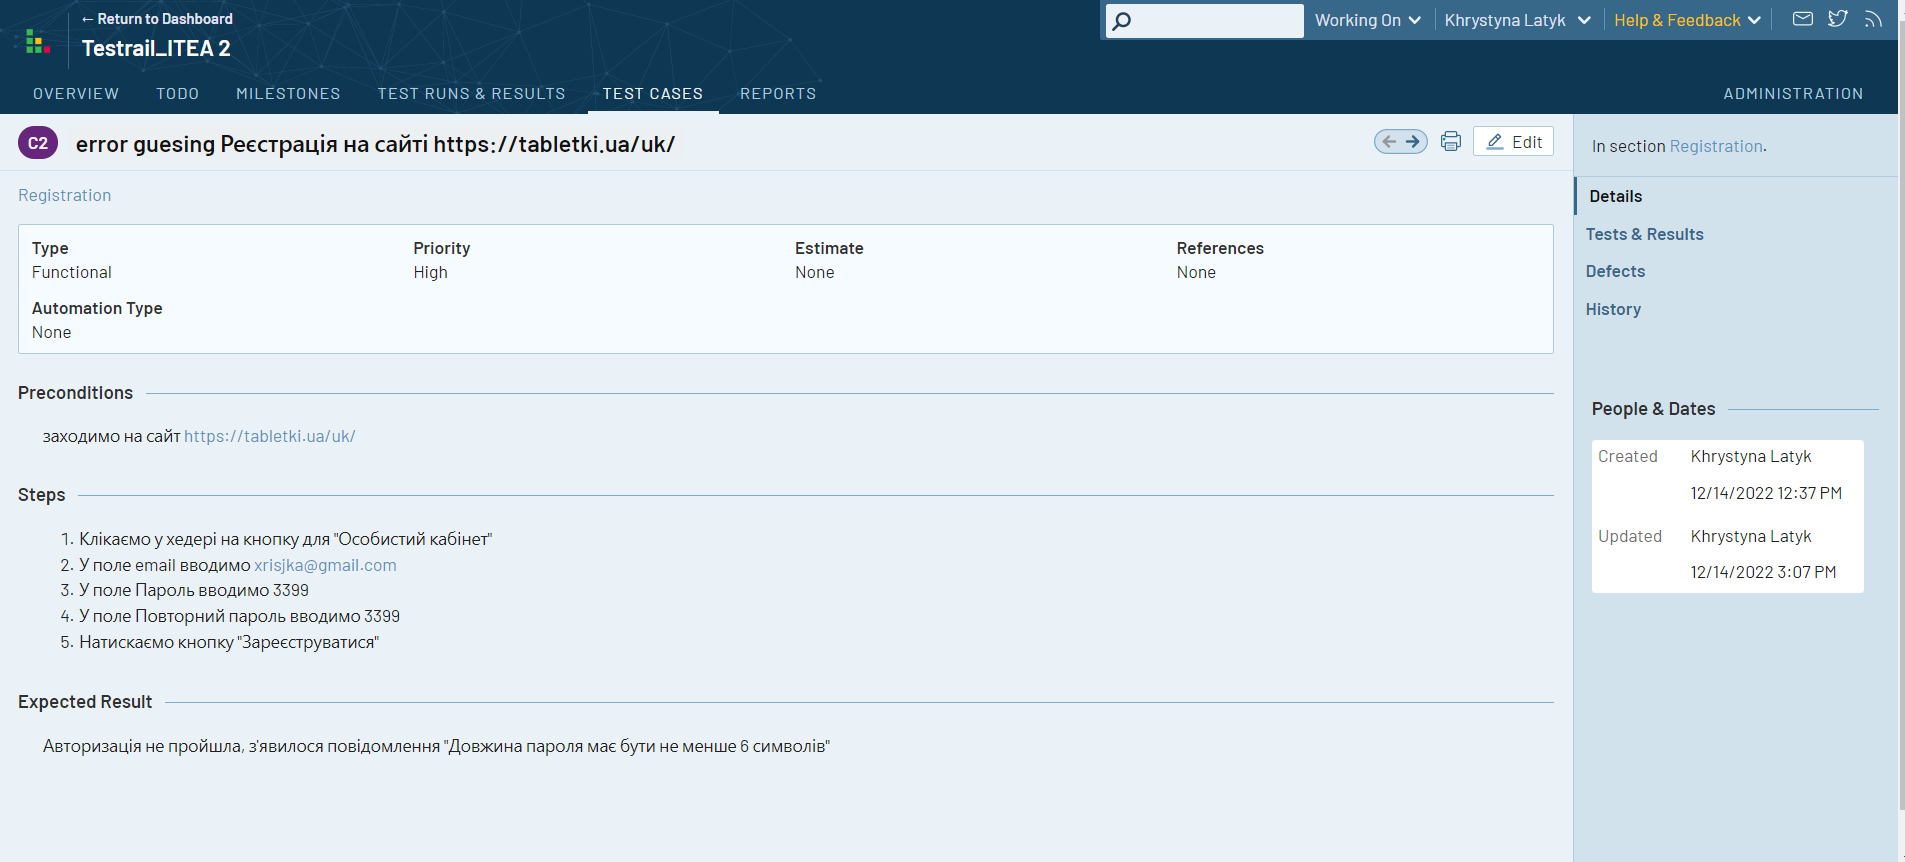 ← Return to Dashboard
Testrail_ITEA 2
Working On
Khrystyna Latyk
Help & Feedback
OVERVIEW
TODO
MILESTONES
TEST RUNS & RESULTS
TEST CASES
REPORTS
ADMINISTRATION
C2
error guesing Реєстрація на сайті https://tabletki.ua/uk/
Edit
Registration
Type
Functional
Priority
High
Estimate
None
References
None
Automation Type
None
Preconditions
заходимо на сайт https://tabletki.ua/uk/
Steps
1. Клікаємо у хедері на кнопку для "Особистий кабінет"
2. У поле email вводимо xrisjka@gmail.com
3. У поле Пароль вводимо 3399
4. У поле Повторний пароль вводимо 3399
5. Натискаємо кнопку "Зареєструватися"
Expected Result
Авторизація не пройшла, з'явилося повідомлення "Довжина пароля має бути не менше 6 символів"
In section Registration.
Details
Tests & Results
Defects
History
People & Dates
Created
Khrystyna Latyk
12/14/2022 12:37 PM
Updated
Khrystyna Latyk
12/14/2022 3:07 PM